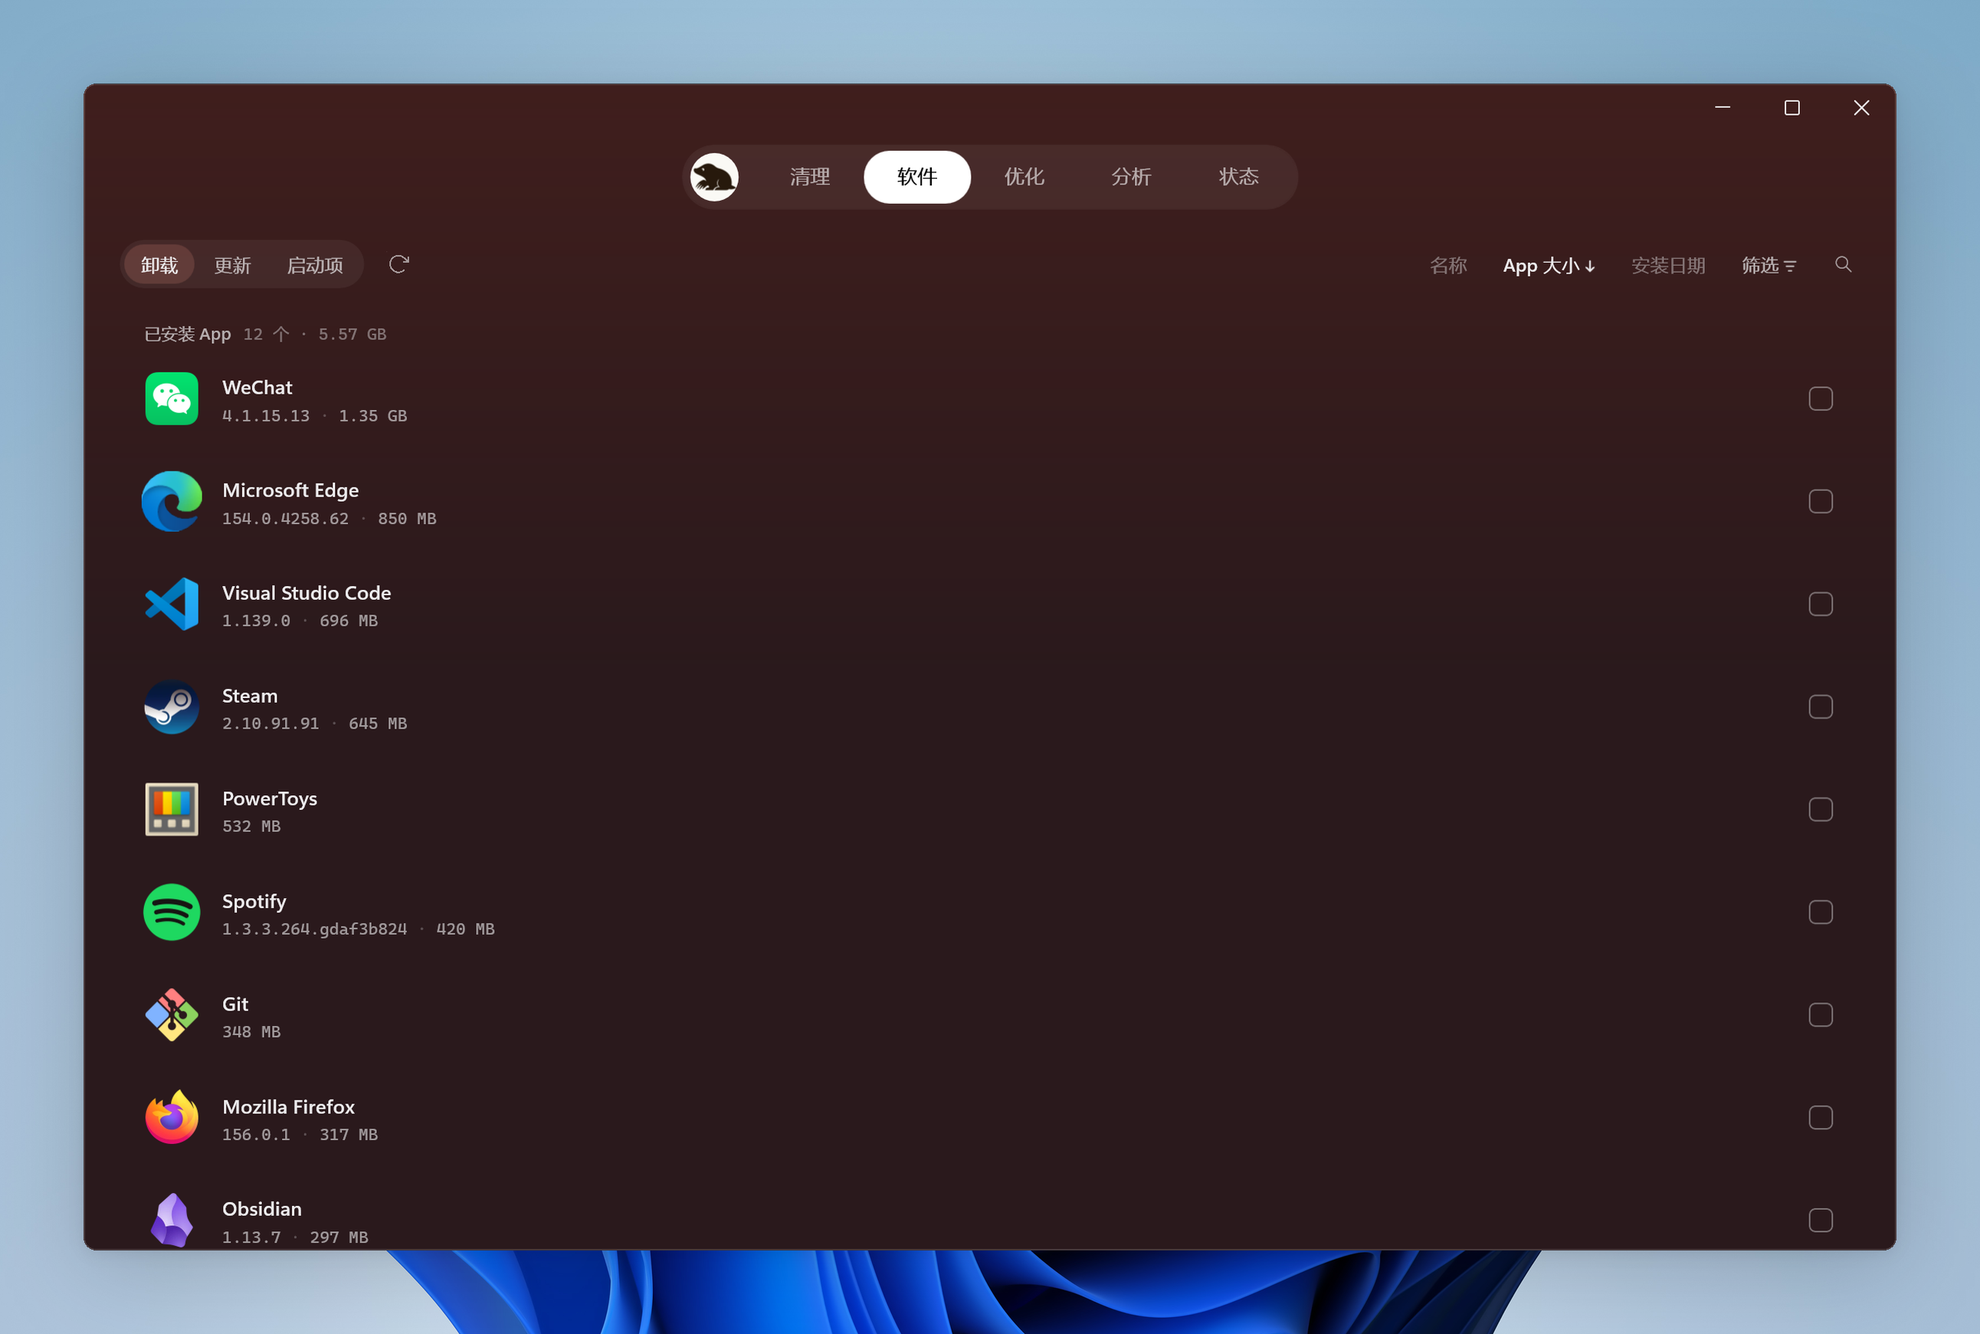 清理 软件 优化 分析 状态
卸载 更新 启动项 名称 App 大小↓ 安装日期 筛选
已安装 App 12 个 · 5.57 GB
WeChat
4.1.15.13 · 1.35 GB
Microsoft Edge
154.0.4258.62 · 850 MB
Visual Studio Code
1.139.0 · 696 MB
Steam
2.10.91.91 · 645 MB
PowerToys
532 MB
Spotify
1.3.3.264.gdaf3b824 · 420 MB
Git
348 MB
Mozilla Firefox
156.0.1 · 317 MB
Obsidian
1.13.7 · 297 MB